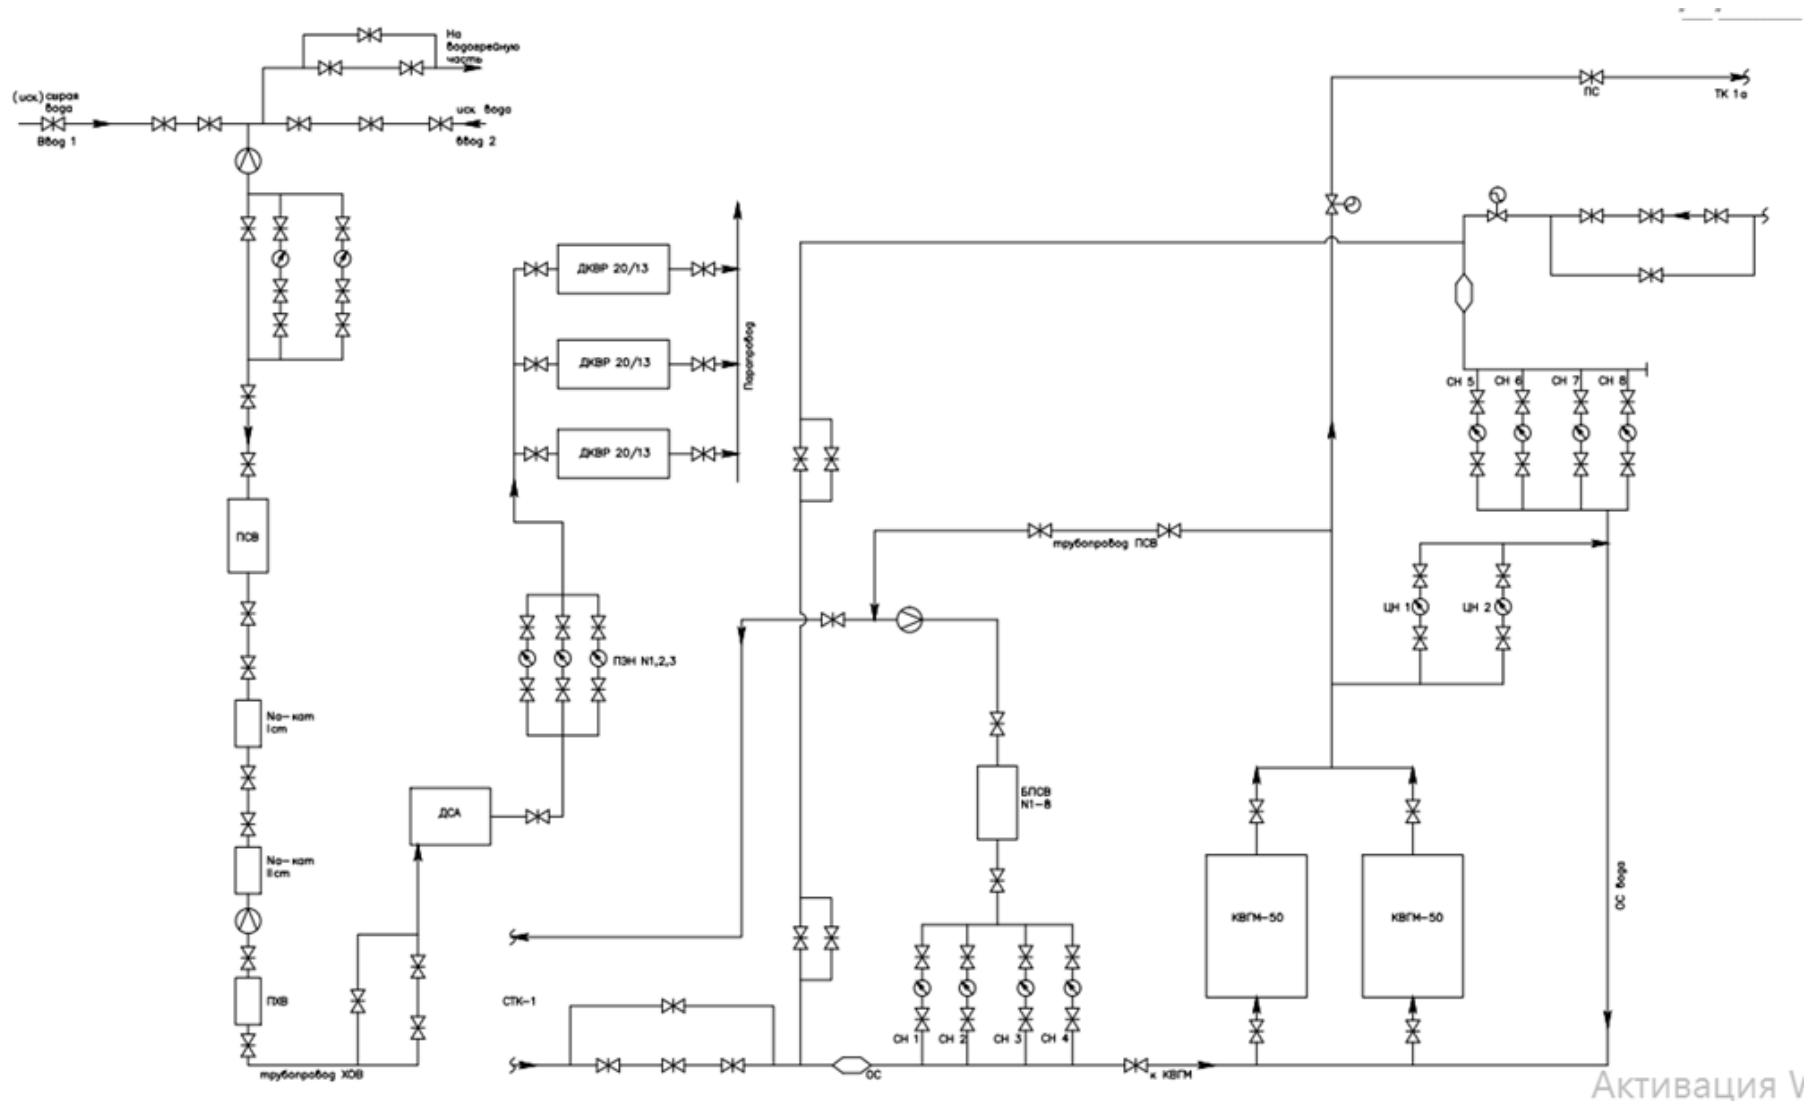 На
водогрейную
часть
(исх.) сырая
вода
Ввод 1
исх. вода
Ввод 2
ПС
ТК 1а
ДКВР 20/13
ДКВР 20/13
ДКВР 20/13
Паропровод
СН 5
СН 6
СН 7
СН 8
ПСВ
трубопровод ПСВ
ЦН 1
ЦН 2
ПЭН N1,2,3
Na-кат
Iст
ДСА
БПСВ
N1-8
Na-кат
IIст
КВГМ-50
КВГМ-50
ОС вода
ПХВ
СТК-1
СН 1
СН 2
СН 3
СН 4
трубопровод ХОВ
ОС
к КВГМ
Активация